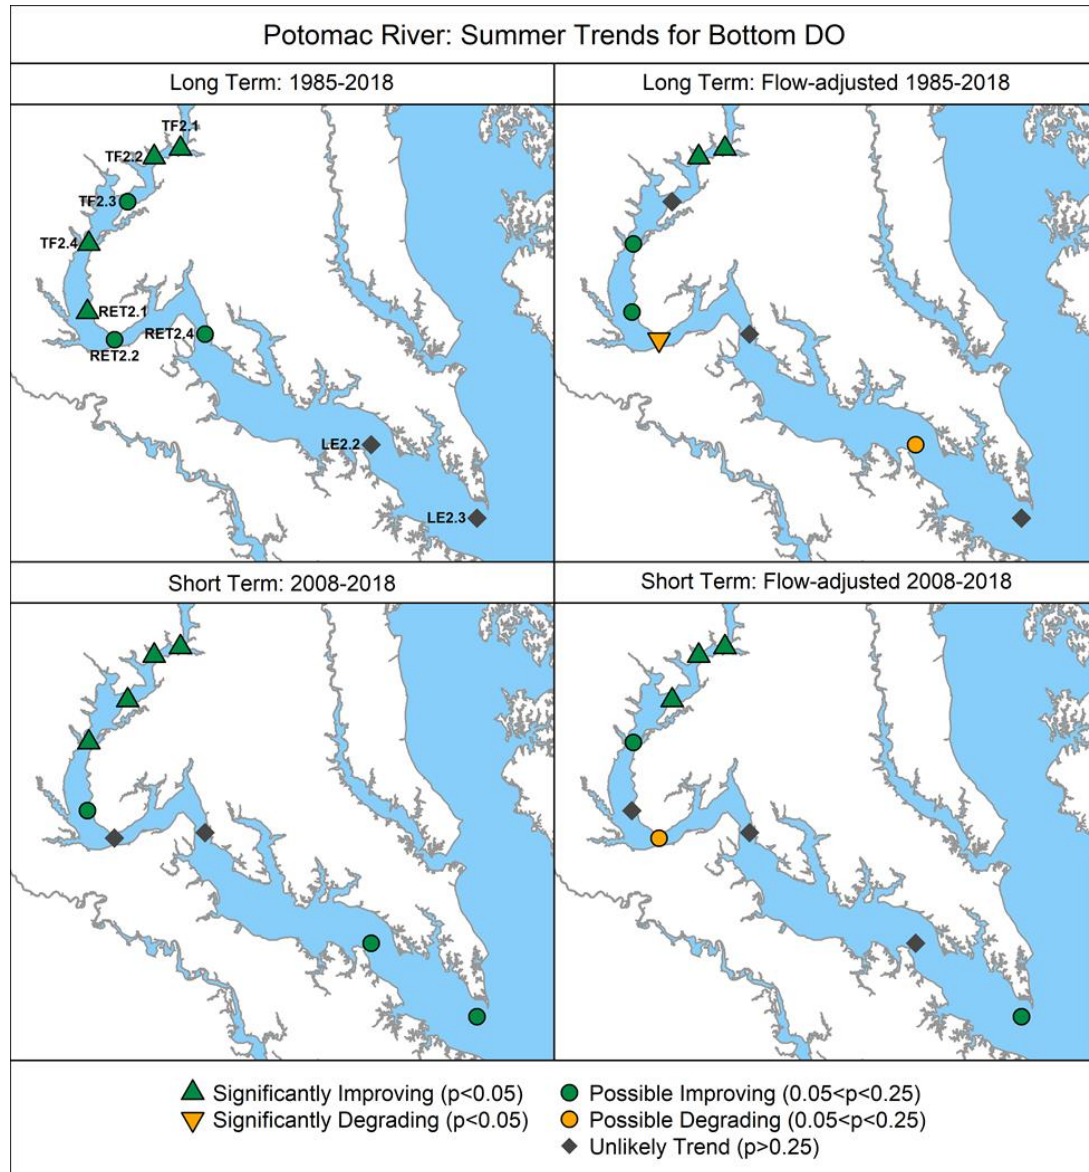 Potomac River: Summer Trends for Bottom DO
Long Term: 1985-2018
Long Term: Flow-adjusted 1985-2018
TF2.1
TF2.2
TF2.3
TF2.4
RET2.1
RET2.4
RET2.2
LE2.2
LE2.3
Short Term: 2008-2018
Short Term: Flow-adjusted 2008-2018
Significantly Improving (p<0.05)
Possible Improving (0.05<p<0.25)
Significantly Degrading (p<0.05)
Possible Degrading (0.05<p<0.25)
Unlikely Trend (p>0.25)